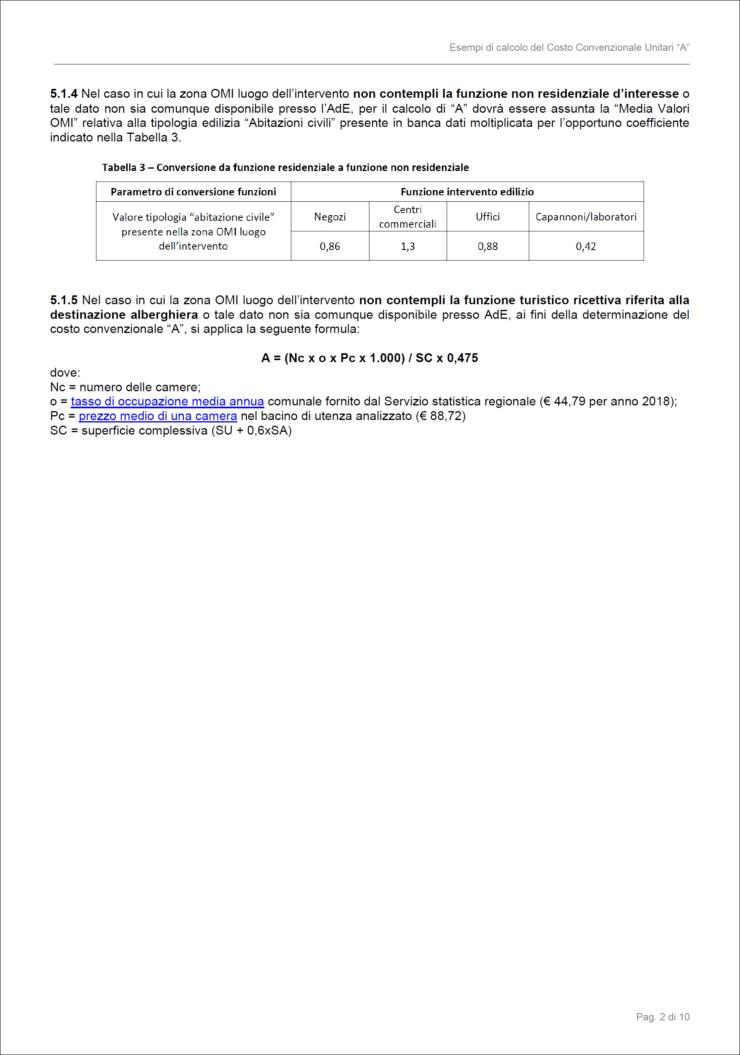 Esempi di calcolo del Costo Convenzionale Unitari “A”
5.1.4 Nel caso in cui la zona OMI luogo dell’intervento non contempli la funzione non residenziale d’interesse o
tale dato non sia comunque disponibile presso l’AdE, per il calcolo di “A” dovrà essere assunta la “Media Valori
OMI” relativa alla tipologia edilizia “Abitazioni civili” presente in banca dati moltiplicata per l’opportuno coefficiente
indicato nella Tabella 3.
Tabella 3 – Conversione da funzione residenziale a funzione non residenziale
Parametro di conversione funzioni Funzione intervento edilizio
Valore tipologia “abitazione civile”
presente nella zona OMI luogo
dell’intervento
Negozi
Centri
commerciali
Uffici
Capannoni/laboratori
0,86 1,3 0,88 0,42
5.1.5 Nel caso in cui la zona OMI luogo dell’intervento non contempli la funzione turistico ricettiva riferita alla
destinazione alberghiera o tale dato non sia comunque disponibile presso AdE, ai fini della determinazione del
costo convenzionale “A”, si applica la seguente formula:
A = (Nc x o x Pc x 1.000) / SC x 0,475
dove:
Nc = numero delle camere;
o = tasso di occupazione media annua comunale fornito dal Servizio statistica regionale (€ 44,79 per anno 2018);
Pc = prezzo medio di una camera nel bacino di utenza analizzato (€ 88,72)
SC = superficie complessiva (SU + 0,6xSA)
Pag. 2 di 10